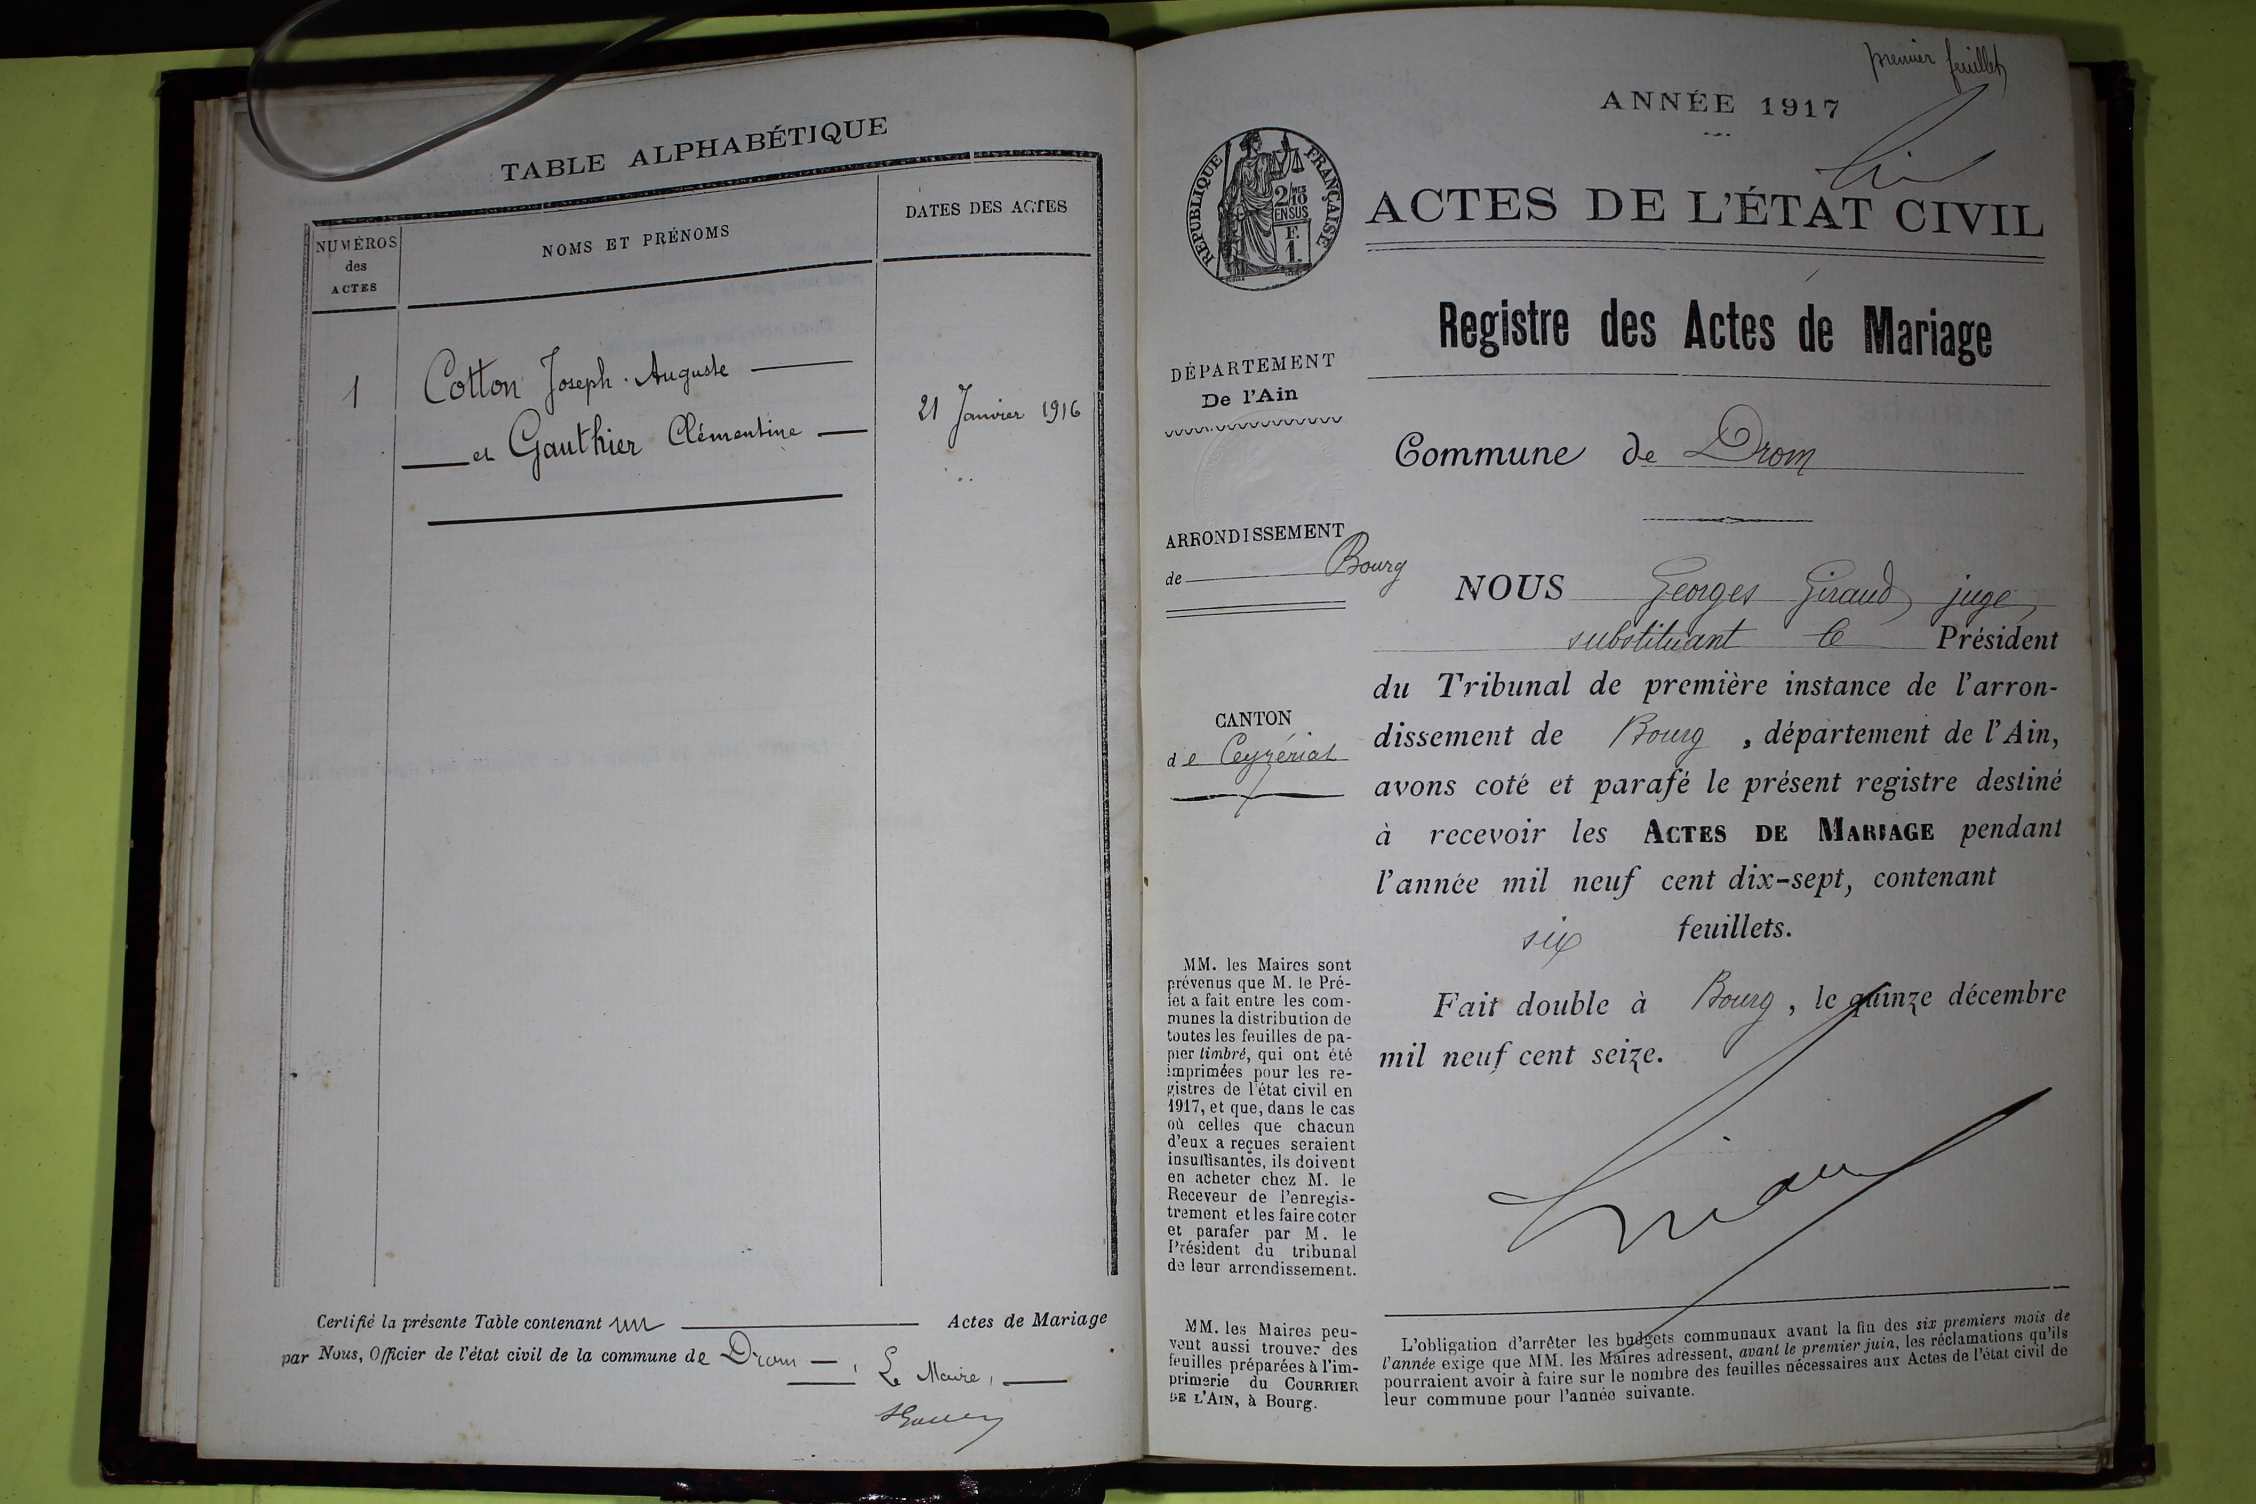 TABLE ALPHABÉTIQUE
NUMÉROS
des
ACTES
NOMS ET PRÉNOMS
DATES DES ACTES
1
Cotton Joseph. Auguste
et Gauthier Clémentine
21 Janvier 1916
Certifié la présente Table contenant un Actes de Mariage
par Nous, Officier de l'état civil de la commune de Drom,
Le Maire,
premier feuillet
ANNÉE 1917
ACTES DE L'ÉTAT CIVIL
RÉPUBLIQUE FRANÇAISE
2/10
EN SUS
F.
1.
Registre des Actes de Mariage
DÉPARTEMENT
De l'Ain
Commune de Drom
ARRONDISSEMENT
de Bourg
CANTON
de Ceyzériat
NOUS Georges Giraud, juge,
substituant le Président
du Tribunal de première instance de l'arron-
dissement de Bourg, département de l'Ain,
avons coté et parafé le présent registre destiné
à recevoir les ACTES DE MARIAGE pendant
l'année mil neuf cent dix-sept, contenant
six feuillets.
Fait double à Bourg, le quinze décembre
mil neuf cent seize.
MM. les Maires sont
prévenus que M. le Pré-
fet a fait entre les com-
munes la distribution de
toutes les feuilles de pa-
pier timbré, qui ont été
imprimées pour les re-
gistres de l'état civil en
1917, et que, dans le cas
où celles que chacun
d'eux a reçues seraient
insuffisantes, ils doivent
en acheter chez M. le
Receveur de l'enregis-
trement et les faire coter
et parafer par M. le
Président du tribunal
de leur arrondissement.
MM. les Maires peu-
vent aussi trouver des
feuilles préparées à l'im-
primerie du COURRIER
DE L'AIN, à Bourg.
L'obligation d'arrêter les budgets communaux avant la fin des six premiers mois de
l'année exige que MM. les Maires adressent, avant le premier juin, les réclamations qu'ils
pourraient avoir à faire sur le nombre des feuilles nécessaires aux Actes de l'état civil de
leur commune pour l'année suivante.